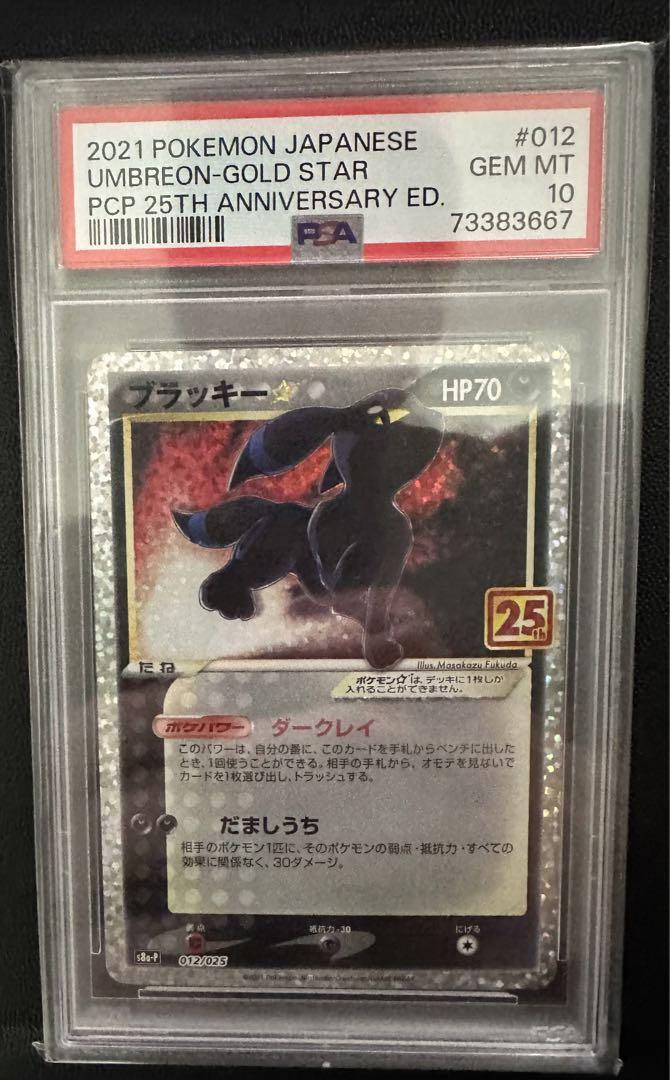 2021 POKEMON JAPANESE #012
UMBREON-GOLD STAR GEM MT
PCP 25TH ANNIVERSARY ED. 10
PSA 73383667
ブラッキー☆ HP70
25th
たね
Illus. Masakazu Fukuda
ポケモン☆は、デッキに1枚しか
入れることができません。
ポケパワー ダークレイ
このパワーは、自分の番に、このカードを手札からベンチに出した
とき、1回使うことができる。相手の手札から、オモテを見ないで
カードを1枚選び出し、トラッシュする。
だましうち
相手のポケモン1匹に、そのポケモンの弱点・抵抗力・すべての
効果に関係なく、30ダメージ。
弱点 抵抗力 -30 にげる
s8a-P 012/025